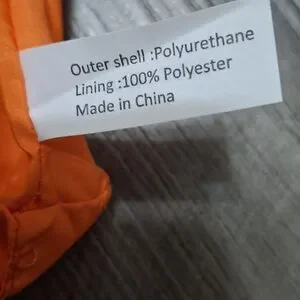 Outer shell :Polyurethane
Lining :100% Polyester
Made in China